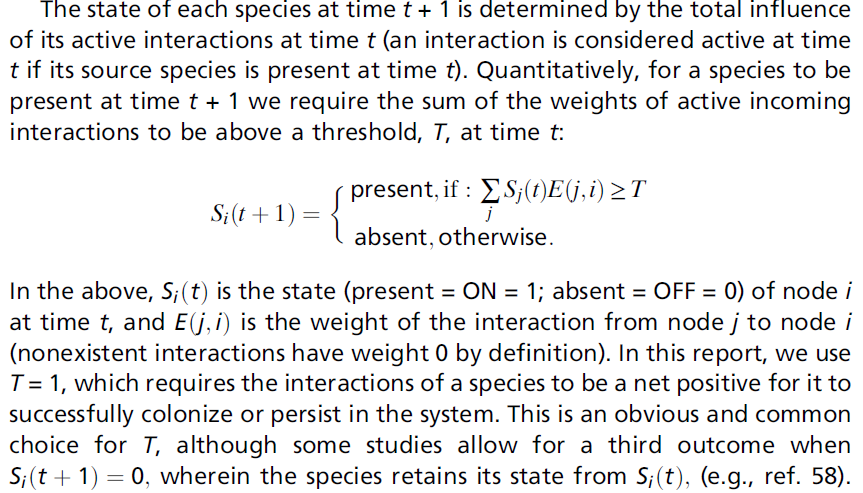 The state of each species at time t + 1 is determined by the total influence
of its active interactions at time t (an interaction is considered active at time
t if its source species is present at time t). Quantitatively, for a species to be
present at time t + 1 we require the sum of the weights of active incoming
interactions to be above a threshold, T, at time t:
S_i(t + 1) = { present, if : ∑_j S_j(t)E(j,i) ≥ T
absent, otherwise.
In the above, S_i(t) is the state (present = ON = 1; absent = OFF = 0) of node i
at time t, and E(j,i) is the weight of the interaction from node j to node i
(nonexistent interactions have weight 0 by definition). In this report, we use
T = 1, which requires the interactions of a species to be a net positive for it to
successfully colonize or persist in the system. This is an obvious and common
choice for T, although some studies allow for a third outcome when
S_i(t + 1) = 0, wherein the species retains its state from S_i(t), (e.g., ref. 58).